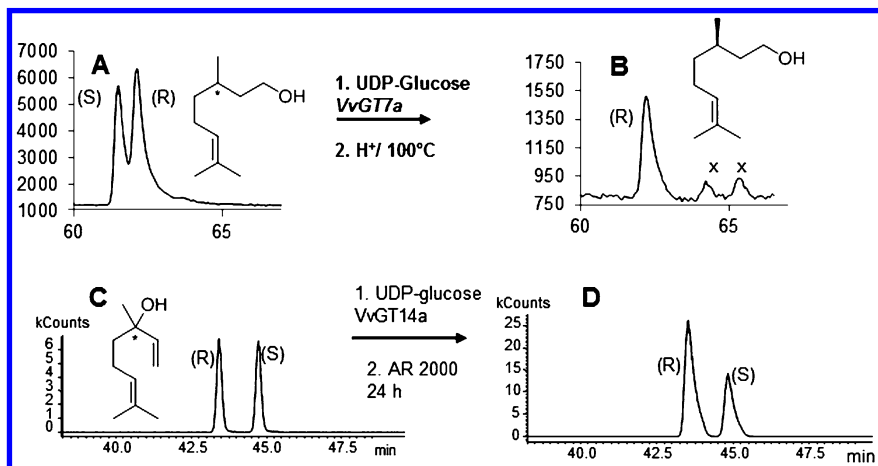 A
7000
6000
5000
4000
3000
2000
1000
(S)
(R)
OH
*
60
65
1. UDP-Glucose
VvGT7a
2. H+/ 100°C
B
1750
1550
1350
1150
950
750
(R)
x
x
OH
60
65
C
kCounts
6
5
4
3
2
1
0
OH
*
(R)
(S)
40.0
42.5
45.0
47.5
min
1. UDP-glucose
VvGT14a
2. AR 2000
24 h
D
kCounts
25
20
15
10
5
0
(R)
(S)
40.0
42.5
45.0
47.5
min